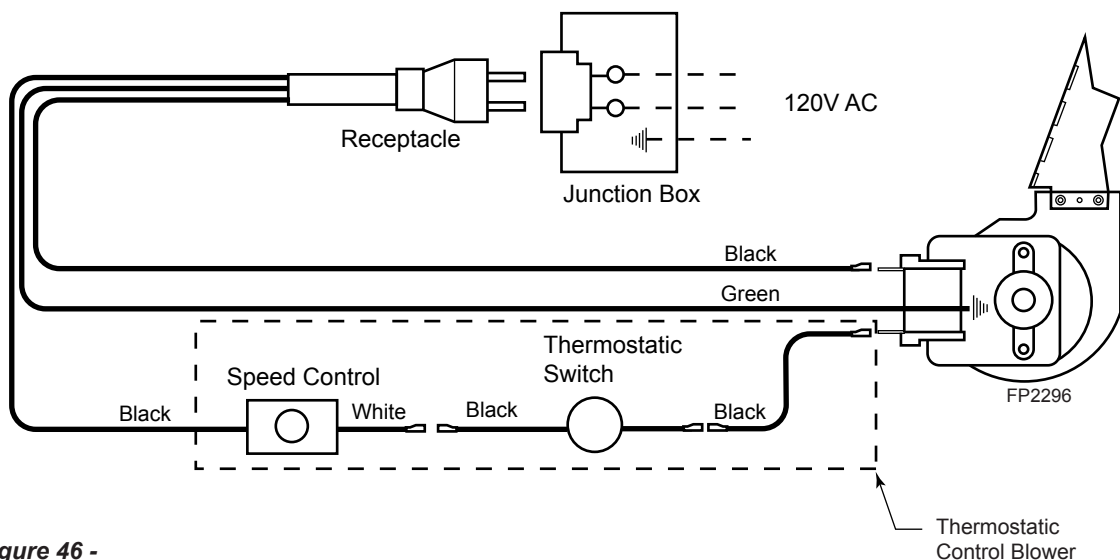 120V AC
Receptacle
Junction Box
Black
Green
Thermostatic
Switch
Speed Control
Black
White
Black
Black
FP2296
Thermostatic
Control Blower
gure 46 -